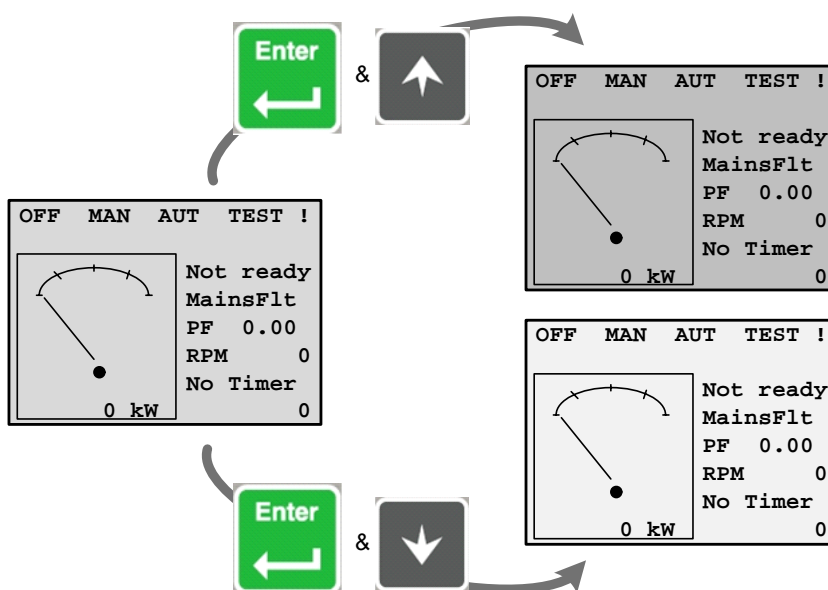 Enter
&
OFF MAN AUT TEST !
Not ready
MainsFlt
PF 0.00
RPM 0
No Timer
0 kW 0
OFF MAN AUT TEST !
Not ready
MainsFlt
PF 0.00
RPM 0
No Timer
0 kW 0
OFF MAN AUT TEST !
Not ready
MainsFlt
PF 0.00
RPM 0
No Timer
0 kW 0
Enter
&